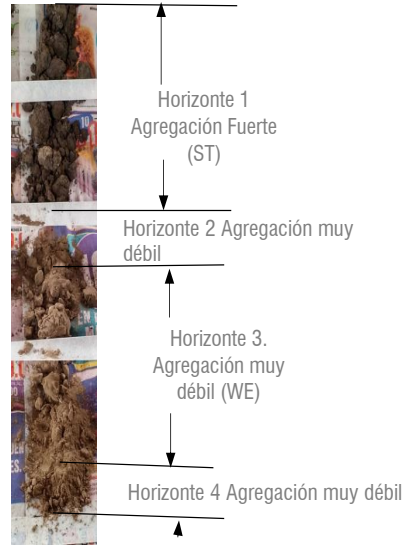 Horizonte 1
Agregación Fuerte
(ST)
Horizonte 2 Agregación muy
débil
Horizonte 3.
Agregación muy
débil (WE)
Horizonte 4 Agregación muy débil